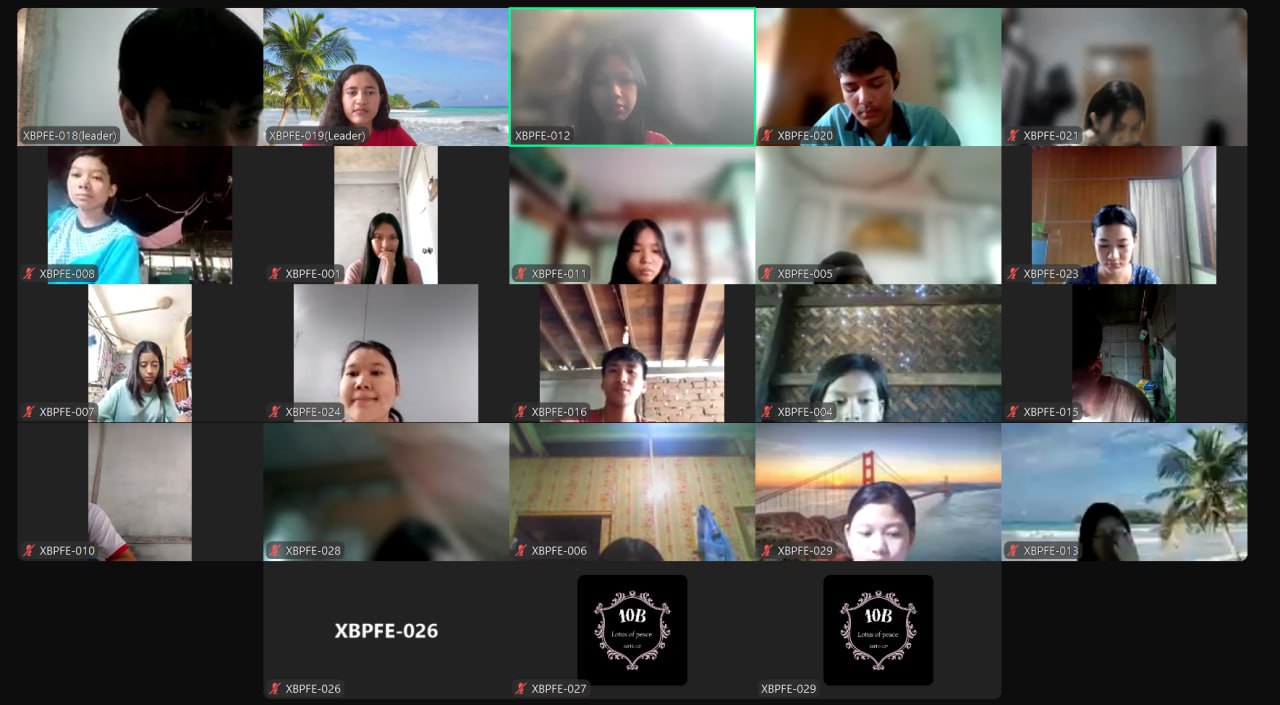 XBPFE-018(leader)
XBPFE-019(Leader)
XBPFE-012
XBPFE-020
XBPFE-021
XBPFE-008
XBPFE-001
XBPFE-011
XBPFE-005
XBPFE-023
XBPFE-007
XBPFE-024
XBPFE-016
XBPFE-004
XBPFE-015
XBPFE-010
XBPFE-028
XBPFE-006
XBPFE-029
XBPFE-013
XBPFE-026
XBPFE-026
10B
Lotus of peace
XBPFE-027
10B
Lotus of peace
XBPFE-029